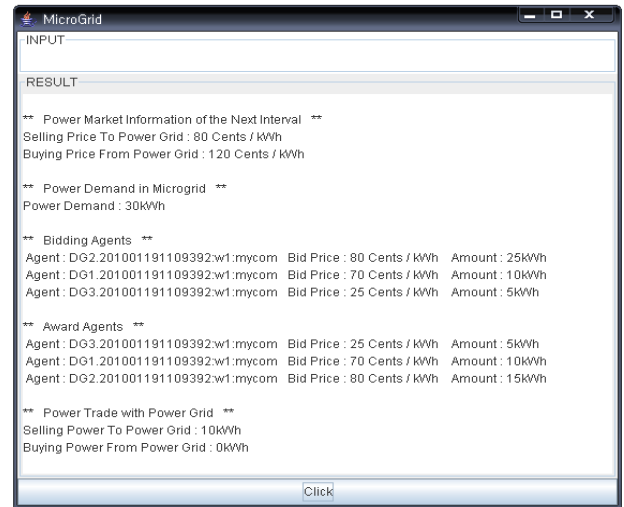 MicroGrid
INPUT
RESULT
** Power Market Information of the Next Interval **
Selling Price To Power Grid : 80 Cents / kWh
Buying Price From Power Grid : 120 Cents / kWh
** Power Demand in Microgrid **
Power Demand : 30kWh
** Bidding Agents **
Agent : DG2.201001191109392:w1:mycom Bid Price : 80 Cents / kWh Amount : 25kWh
Agent : DG1.201001191109392:w1:mycom Bid Price : 70 Cents / kWh Amount : 10kWh
Agent : DG3.201001191109392:w1:mycom Bid Price : 25 Cents / kWh Amount : 5kWh
** Award Agents **
Agent : DG3.201001191109392:w1:mycom Bid Price : 25 Cents / kWh Amount : 5kWh
Agent : DG1.201001191109392:w1:mycom Bid Price : 70 Cents / kWh Amount : 10kWh
Agent : DG2.201001191109392:w1:mycom Bid Price : 80 Cents / kWh Amount : 15kWh
** Power Trade with Power Grid **
Selling Power To Power Grid : 10kWh
Buying Power From Power Grid : 0kWh
Click